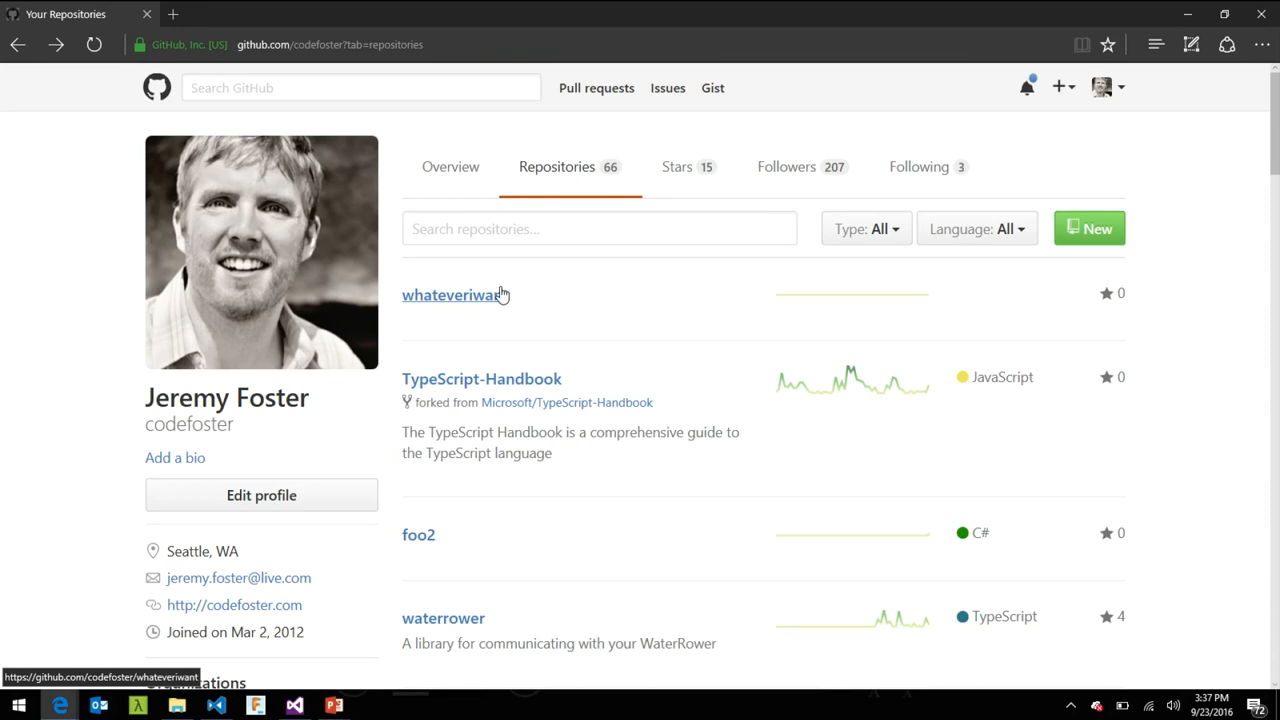 Your Repositories
GitHub, Inc. [US] github.com/codefoster?tab=repositories
Search GitHub
Pull requests Issues Gist
Overview Repositories 66 Stars 15 Followers 207 Following 3
Search repositories... Type: All Language: All New
whateveriwan
0
TypeScript-Handbook
JavaScript 0
forked from Microsoft/TypeScript-Handbook
The TypeScript Handbook is a comprehensive guide to
the TypeScript language
foo2
C# 0
waterrower
TypeScript 4
A library for communicating with your WaterRower
Jeremy Foster
codefoster
Add a bio
Edit profile
Seattle, WA
jeremy.foster@live.com
http://codefoster.com
Joined on Mar 2, 2012
Organizations
https://github.com/codefoster/whateveriwant
3:37 PM
9/23/2016
72